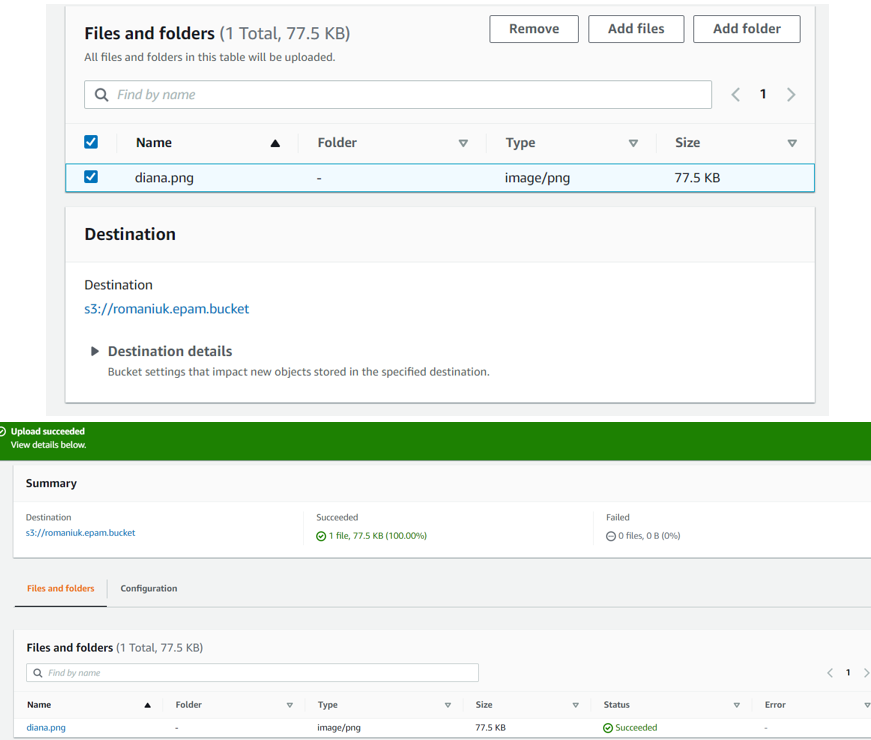 Files and folders (1 Total, 77.5 KB)
Remove
Add files
Add folder
All files and folders in this table will be uploaded.
Find by name
1
Name Folder Type Size
diana.png - image/png 77.5 KB
Destination
Destination
s3://romaniuk.epam.bucket
Destination details
Bucket settings that impact new objects stored in the specified destination.
Upload succeeded
View details below.
Summary
Destination Succeeded Failed
s3://romaniuk.epam.bucket 1 file, 77.5 KB (100.00%) 0 files, 0 B (0%)
Files and folders Configuration
Files and folders (1 Total, 77.5 KB)
Find by name
1
Name Folder Type Size Status Error
diana.png - image/png 77.5 KB Succeeded -